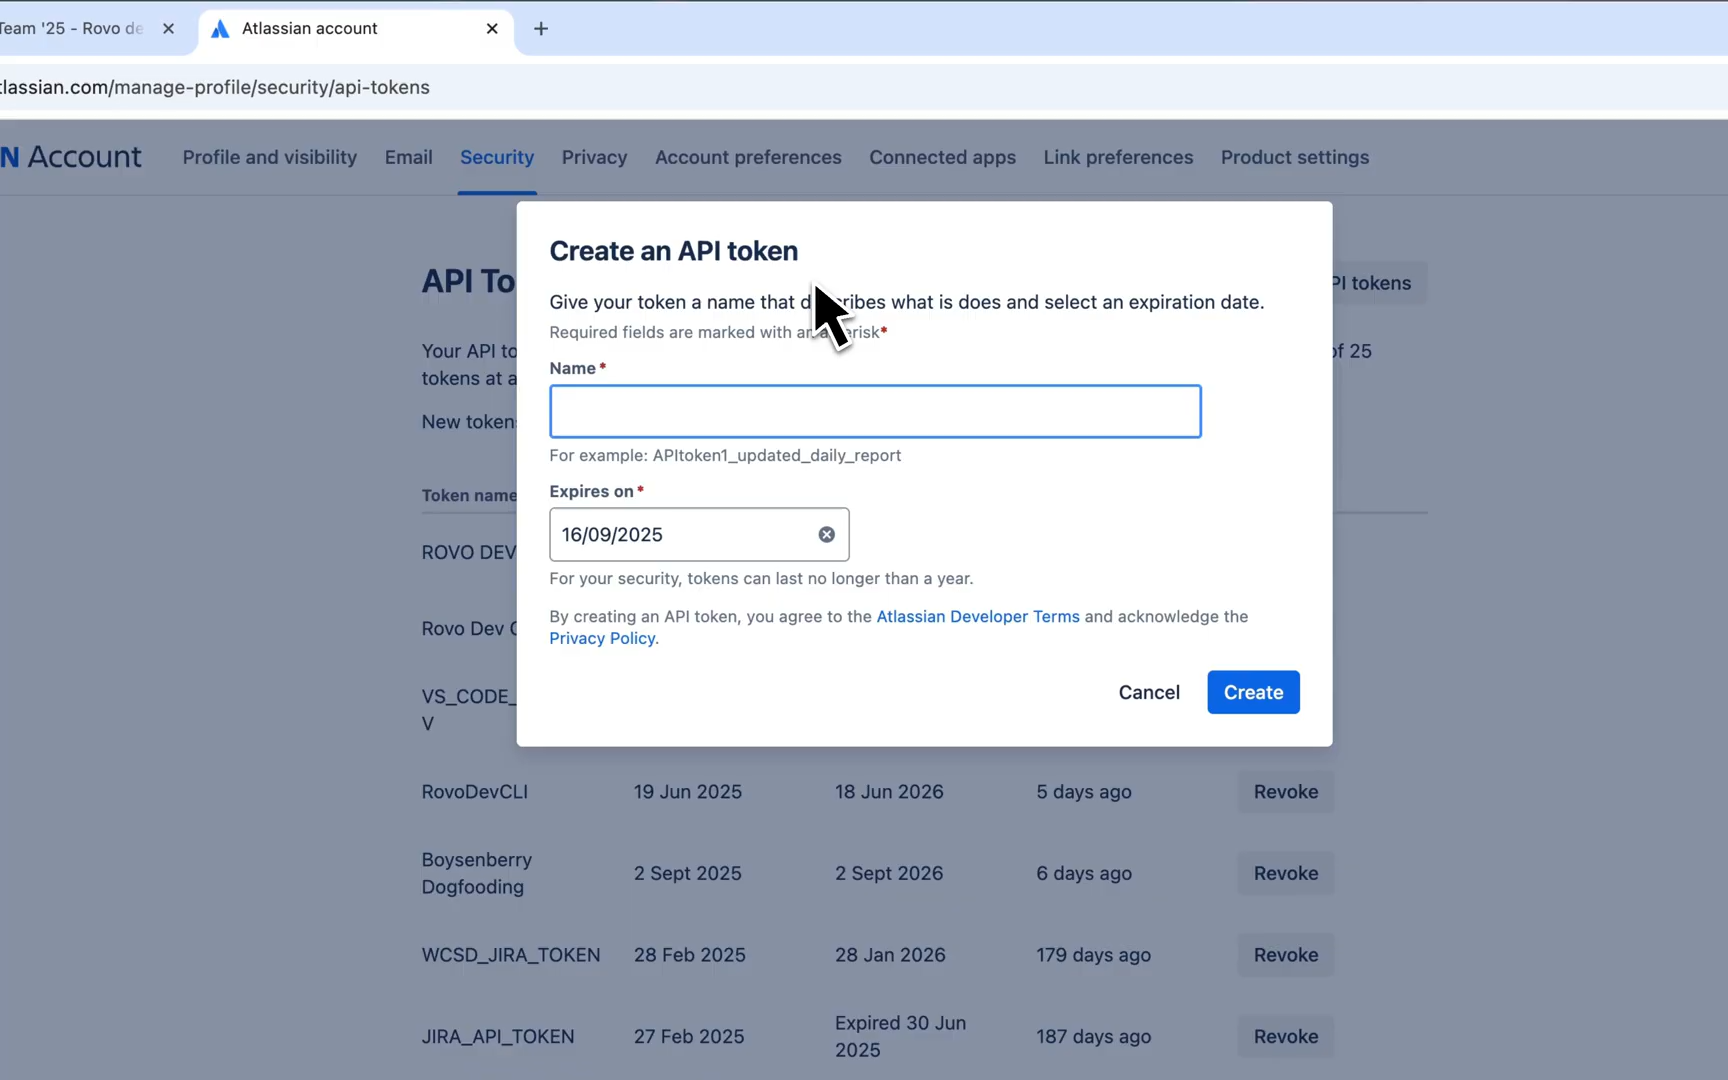 Team '25 - Rovo de
Atlassian account
tlassian.com/manage-profile/security/api-tokens
N Account
Profile and visibility
Email
Security
Privacy
Account preferences
Connected apps
Link preferences
Product settings
Create an API token
API To
PI tokens
Give your token a name that describes what is does and select an expiration date.
Required fields are marked with an asterisk*
Your API to
of 25
tokens at a
Name*
New token
For example: APItoken1_updated_daily_report
Expires on*
Token name
16/09/2025
ROVO DEV
For your security, tokens can last no longer than a year.
By creating an API token, you agree to the Atlassian Developer Terms and acknowledge the
Privacy Policy.
Rovo Dev C
VS_CODE_
V
Cancel
Create
RovoDevCLI
19 Jun 2025
18 Jun 2026
5 days ago
Revoke
Boysenberry
Dogfooding
2 Sept 2025
2 Sept 2026
6 days ago
Revoke
WCSD_JIRA_TOKEN
28 Feb 2025
28 Jan 2026
179 days ago
Revoke
JIRA_API_TOKEN
27 Feb 2025
Expired 30 Jun
2025
187 days ago
Revoke